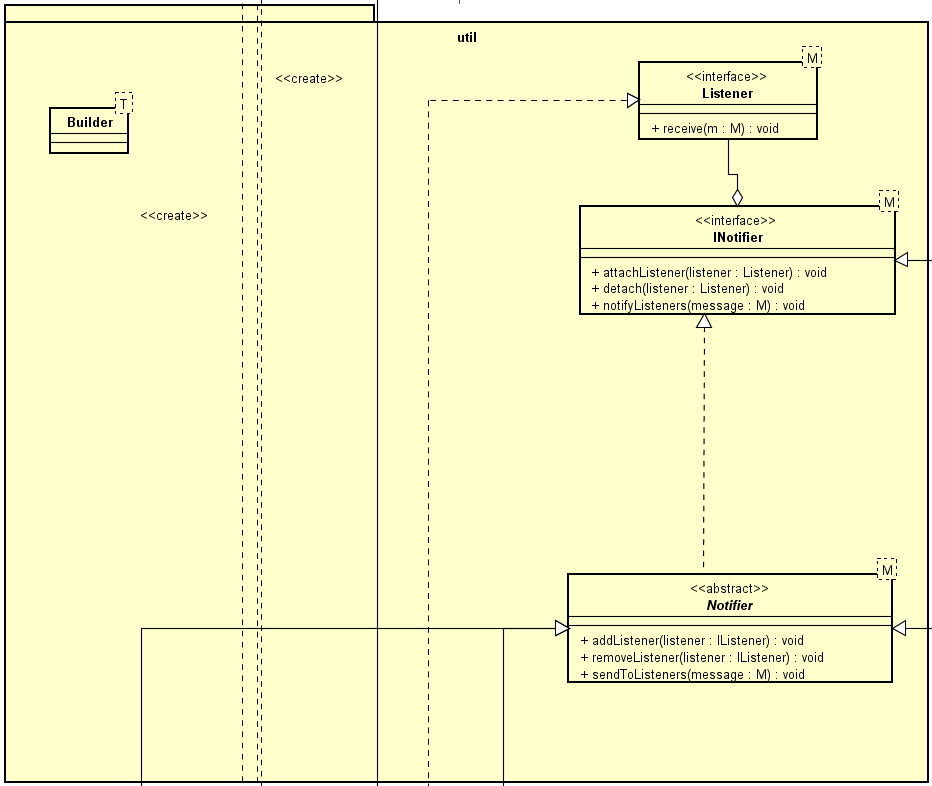 util
<<create>>
T
Builder
<<create>>
M
<<interface>>
Listener
+ receive(m : M) : void
M
<<interface>>
INotifier
+ attachListener(listener : Listener) : void
+ detach(listener : Listener) : void
+ notifyListeners(message : M) : void
M
<<abstract>>
Notifier
+ addListener(listener : IListener) : void
+ removeListener(listener : IListener) : void
+ sendToListeners(message : M) : void